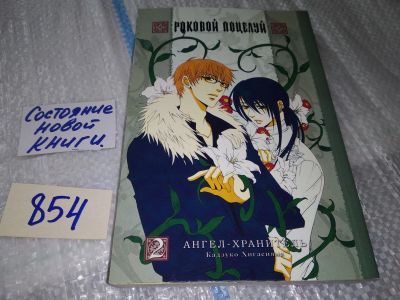 РОКОВОЙ ПОЦЕЛУЙ
Состояние
новой
книги.
854
2
АНГЕЛ-ХРАНИТЕЛЬ
Кадзуко Хигасияма